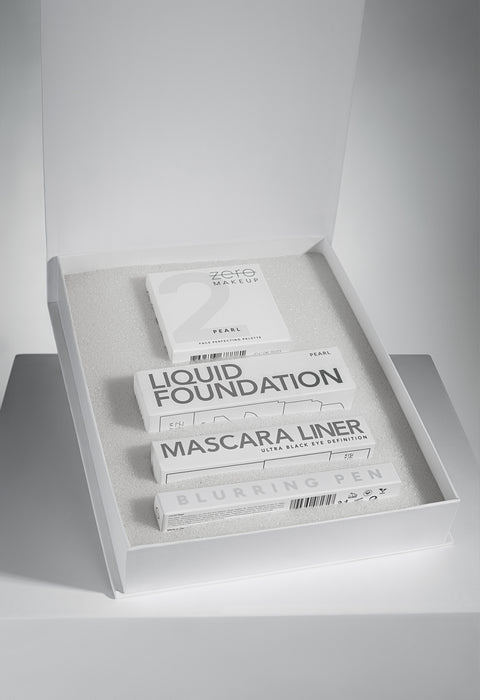 2
zero
MAKEUP
PEARL
FACE PERFECTING PALETTE
LIQUID
FOUNDATION
PEARL
MASCARA LINER
ULTRA BLACK EYE DEFINITION
BLURRING PEN